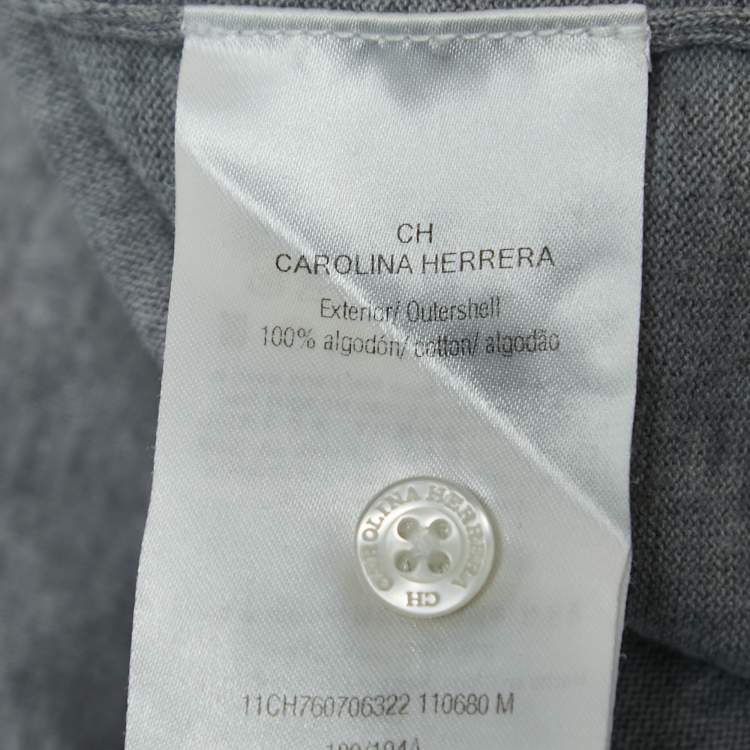 CH
CAROLINA HERRERA
Exterior/ Outershell
100% algodón/ cotton/ algodão
CAROLINA HERRERA
CH
11CH760706322 110680 M